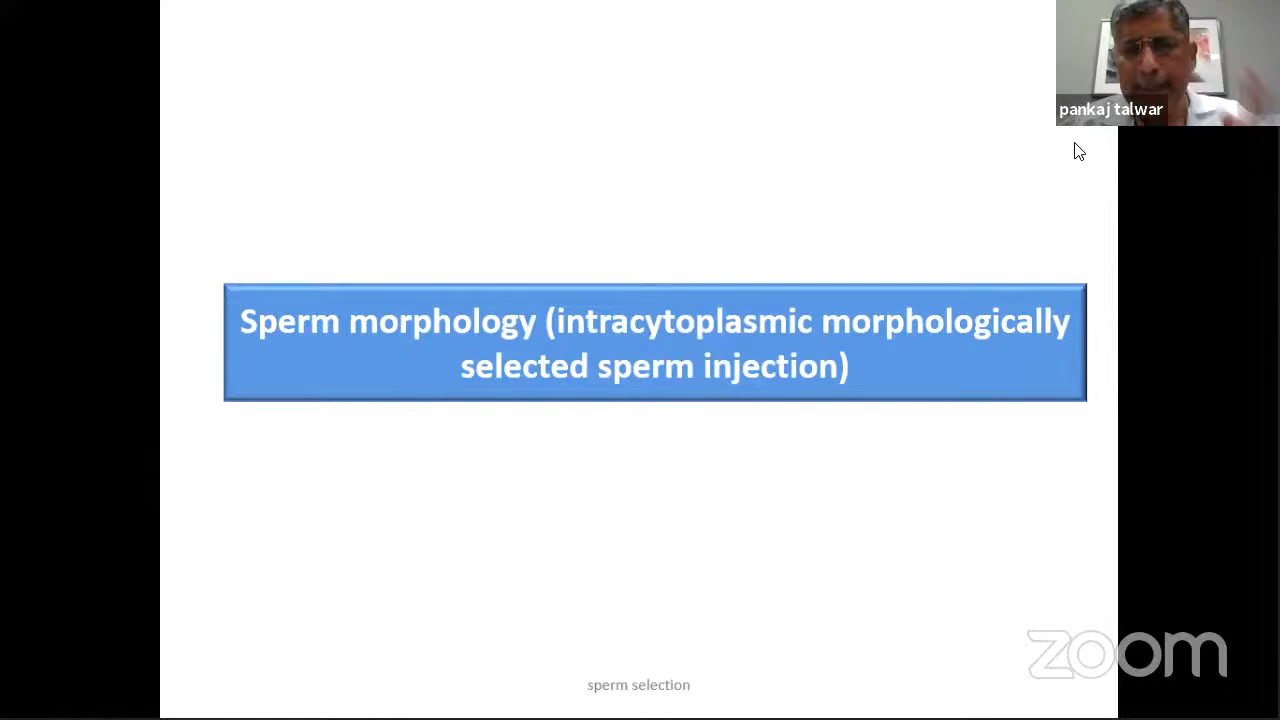 pankaj talwar
Sperm morphology (intracytoplasmic morphologically
selected sperm injection)
zoom
sperm selection